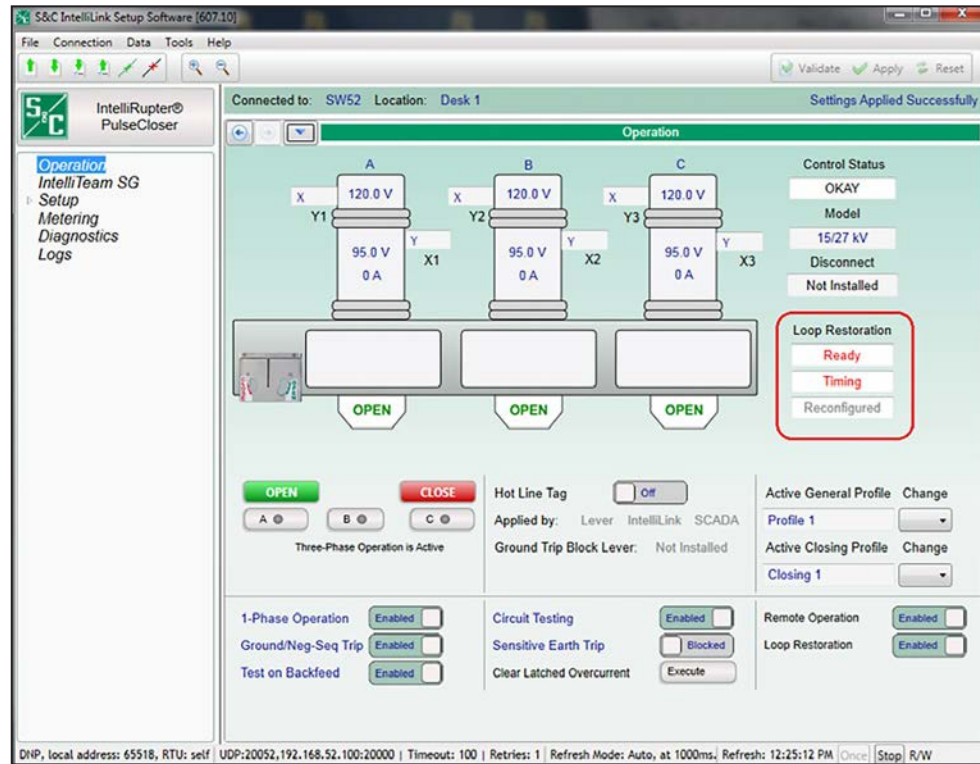 S&C IntelliLink Setup Software [607.10]
File Connection Data Tools Help
Validate Apply Reset
S&C
IntelliRupter®
PulseCloser
Operation
IntelliTeam SG
Setup
Metering
Diagnostics
Logs
Connected to: SW52 Location: Desk 1 Settings Applied Successfully
Operation
A B C
X 120.0 V X 120.0 V X 120.0 V
Y1 Y2 Y3
95.0 V Y 95.0 V Y 95.0 V Y
X1 X2 X3
0 A 0 A 0 A
OPEN OPEN OPEN
Control Status
OKAY
Model
15/27 kV
Disconnect
Not Installed
Loop Restoration
Ready
Timing
Reconfigured
OPEN CLOSE
A B C
Three-Phase Operation is Active
Hot Line Tag Off
Applied by: Lever IntelliLink SCADA
Ground Trip Block Lever: Not Installed
Active General Profile Change
Profile 1
Active Closing Profile Change
Closing 1
1-Phase Operation Enabled
Ground/Neg-Seq Trip Enabled
Test on Backfeed Enabled
Circuit Testing Enabled
Sensitive Earth Trip Blocked
Clear Latched Overcurrent Execute
Remote Operation Enabled
Loop Restoration Enabled
DNP, local address: 65518, RTU: self UDP:20052,192.168.52.100:20000 | Timeout: 100 | Retries: 1 | Refresh Mode: Auto, at 1000ms. Refresh: 12:25:12 PM Once Stop R/W